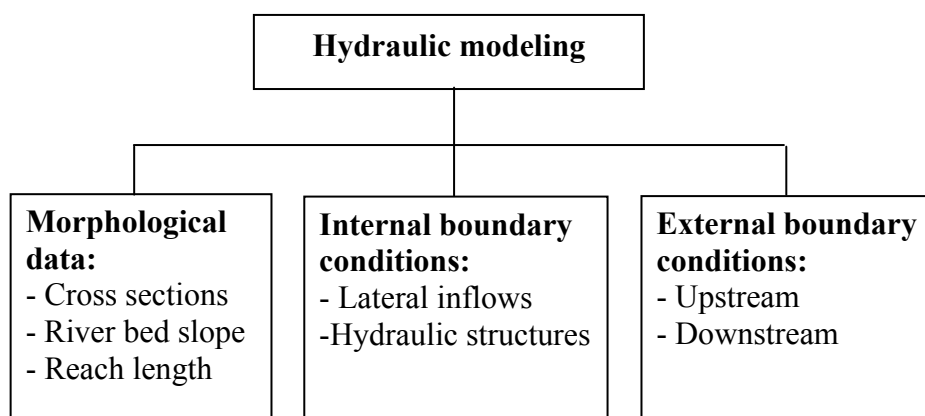 Hydraulic modeling
Morphological
data:
- Cross sections
- River bed slope
- Reach length
Internal boundary
conditions:
- Lateral inflows
-Hydraulic structures
External boundary
conditions:
- Upstream
- Downstream